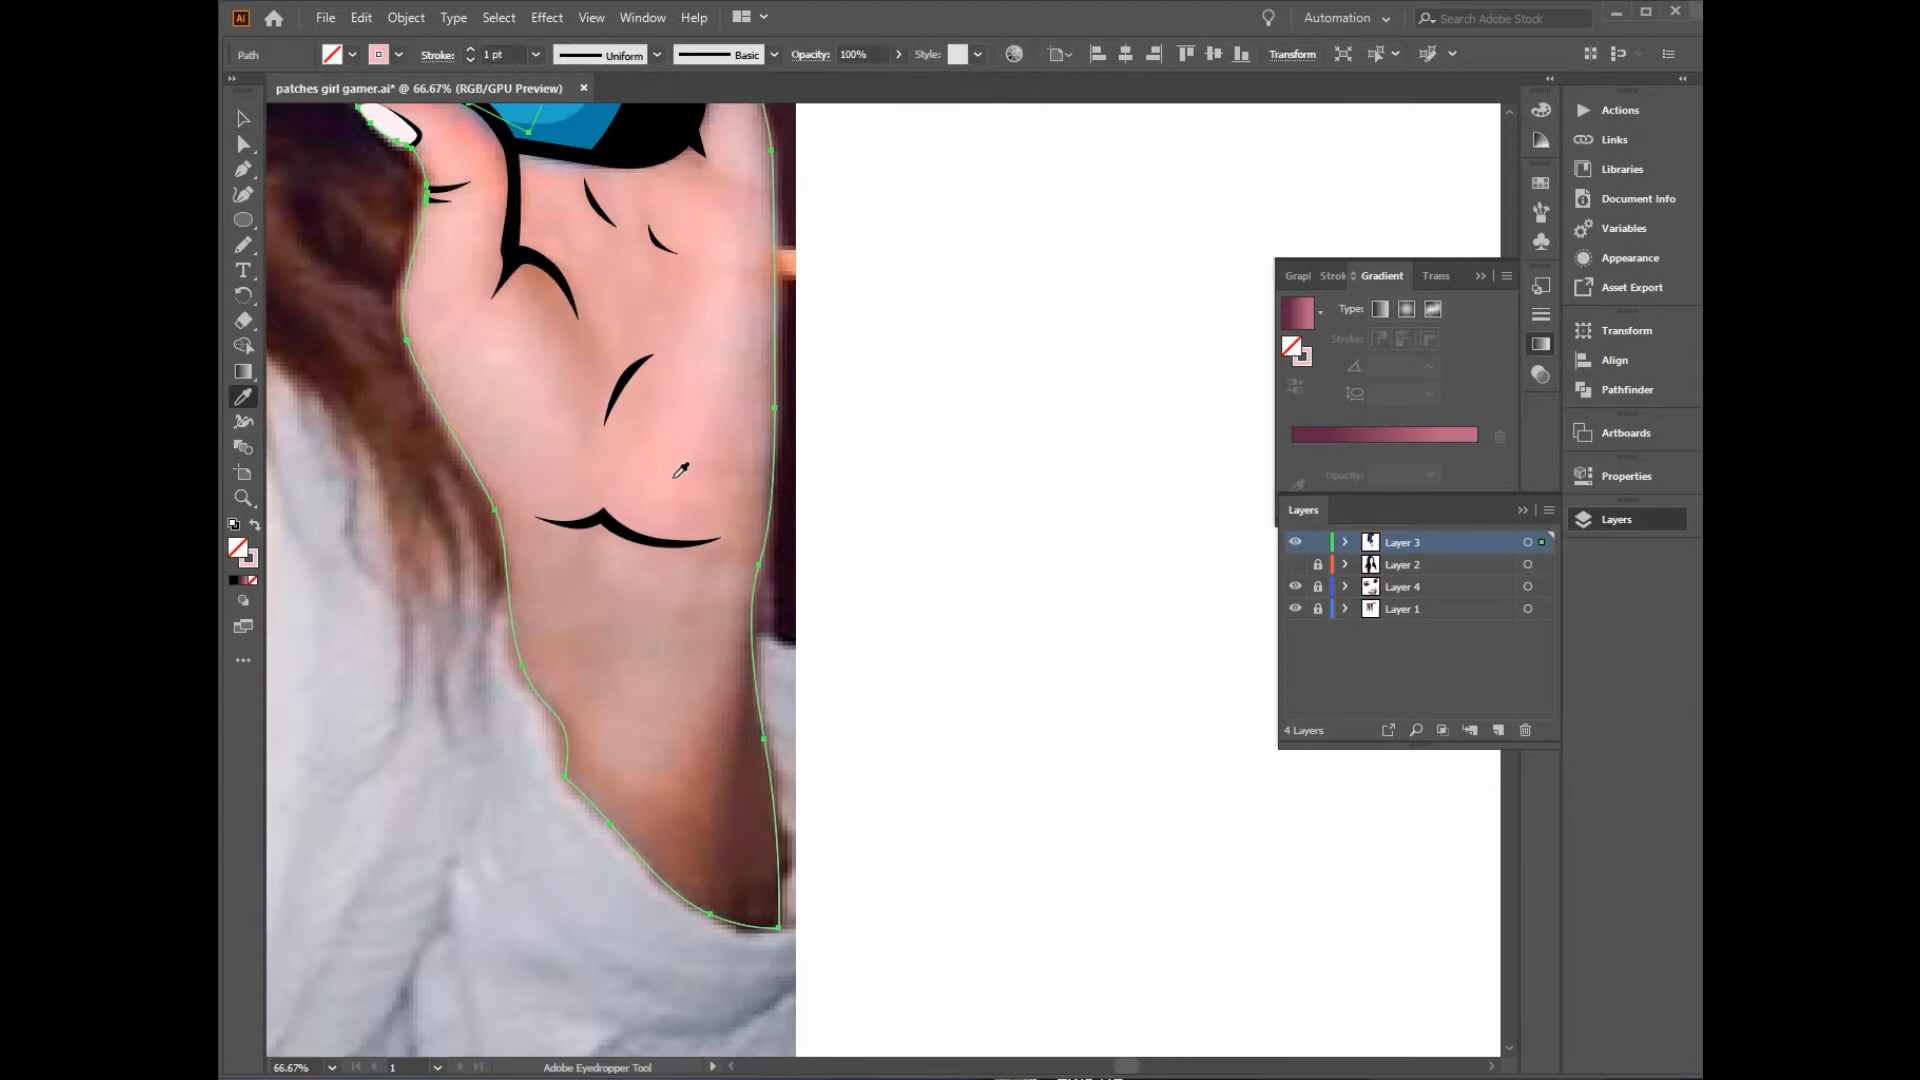 Ai File Edit Object Type Select Effect View Window Help Automation Search Adobe Stock
Path Stroke: 1 pt Uniform Basic Opacity: 100% Style: Transform
patches girl gamer.ai* @ 66.67% (RGB/GPU Preview) ×
Actions
Links
Libraries
Document Info
Variables
Appearance
Asset Export
Transform
Align
Pathfinder
Artboards
Properties
Layers
Grapl Strok Gradient Trans
Type:
Stroke:
Opacity:
Layers
Layer 3
Layer 2
Layer 4
Layer 1
4 Layers
66.67% 1 Adobe Eyedropper Tool